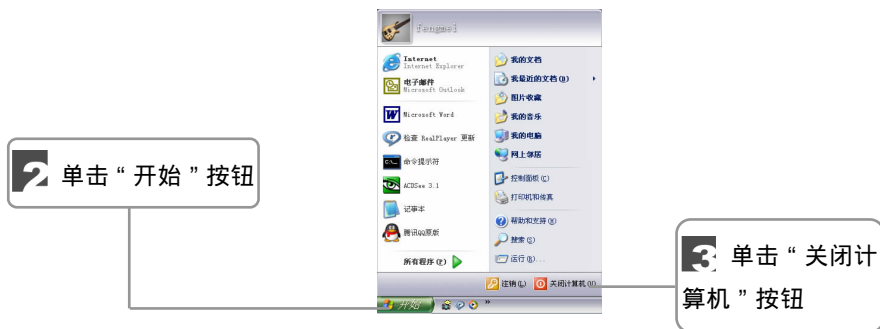 fengmei
Internet
Internet Explorer
电子邮件
Microsoft Outlook
Microsoft Word
检查 RealPlayer 更新
命令提示符
ACDSee 3.1
记事本
腾讯QQ原版
所有程序(P)
我的文档
我最近的文档(D)
图片收藏
我的音乐
我的电脑
网上邻居
控制面板(C)
打印机和传真
帮助和支持(H)
搜索(S)
运行(R)...
注销(L)
关闭计算机(U)
开始
2 单击“开始”按钮
3 单击“关闭计
算机”按钮